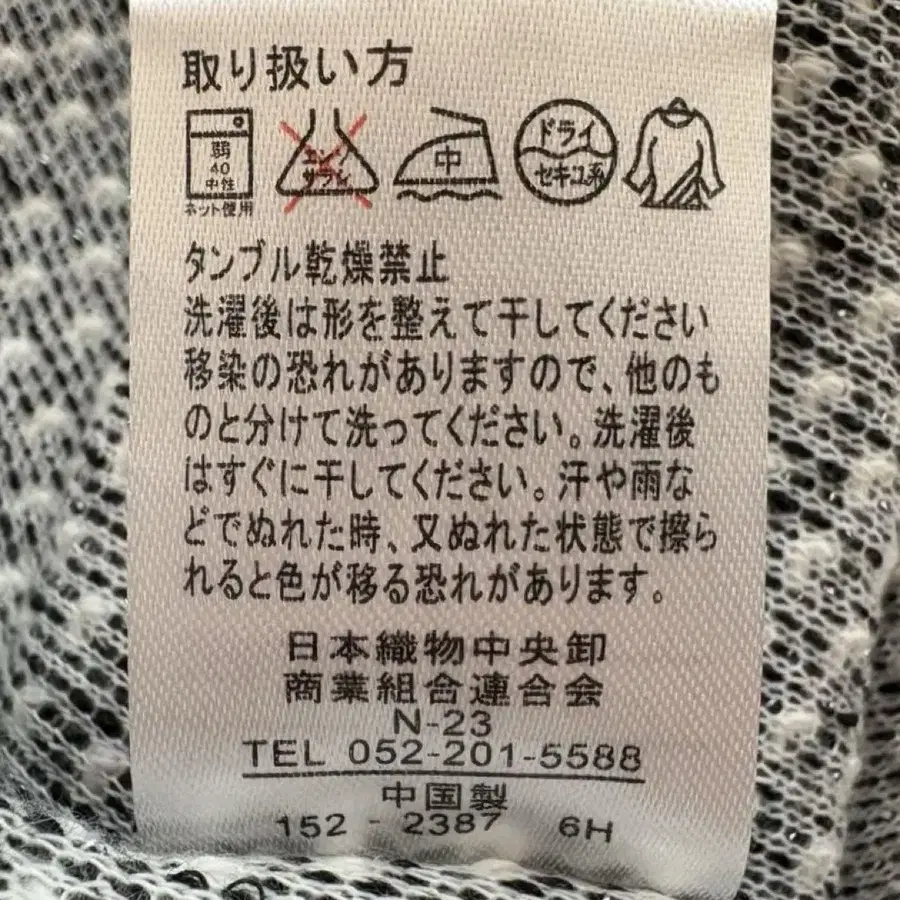 取り扱い方
弱
40
中性
ネット使用
エンソ
サラシ
中
ドライ
セキユ系
タンブル乾燥禁止
洗濯後は形を整えて干してください
移染の恐れがありますので、他のも
のと分けて洗ってください。洗濯後
はすぐに干してください。汗や雨な
どでぬれた時、又ぬれた状態で擦ら
れると色が移る恐れがあります。
日本織物中央卸
商業組合連合会
N-23
TEL 052-201-5588
中国製
152 - 2387 6H